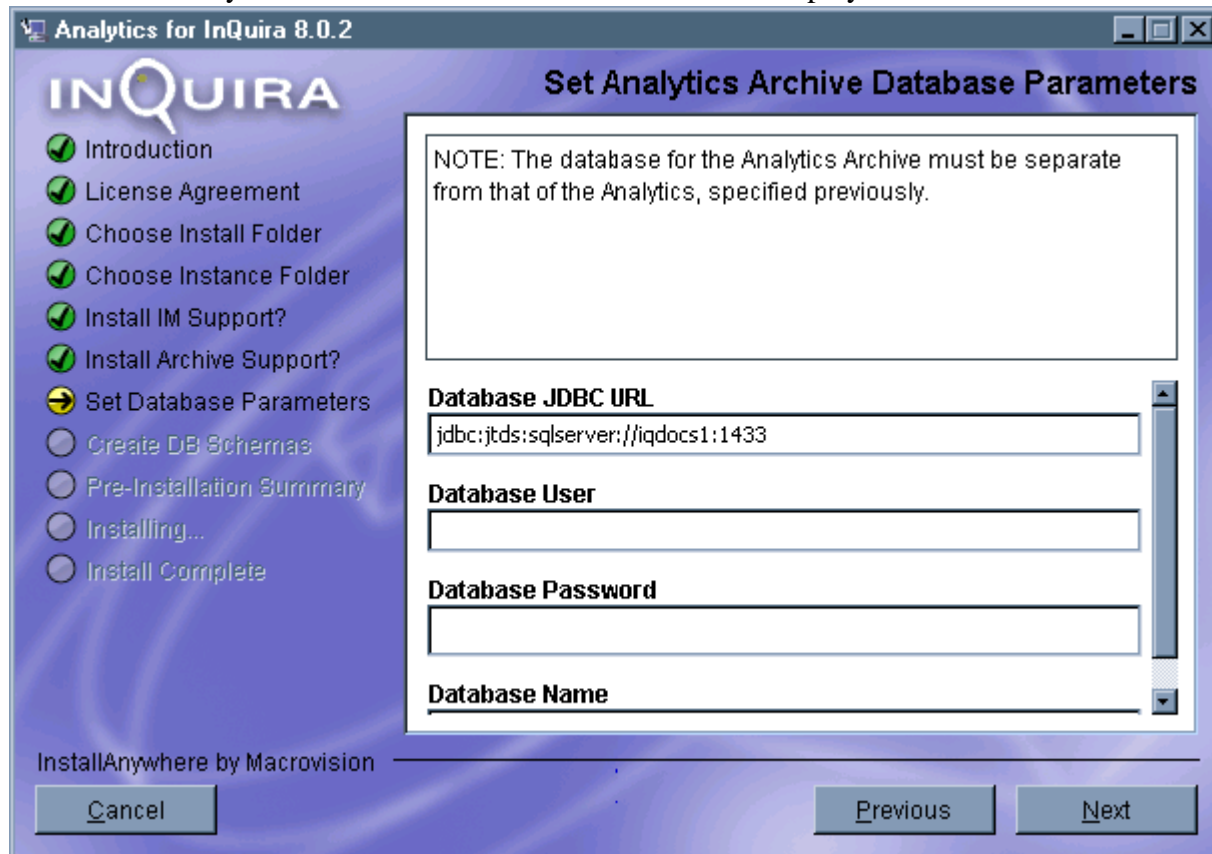 Analytics for InQuira 8.0.2
INQUIRA
Set Analytics Archive Database Parameters
Introduction
License Agreement
Choose Install Folder
Choose Instance Folder
Install IM Support?
Install Archive Support?
Set Database Parameters
Create DB Schemas
Pre-Installation Summary
Installing...
Install Complete
NOTE: The database for the Analytics Archive must be separate
from that of the Analytics, specified previously.
Database JDBC URL
jdbc:jtds:sqlserver://iqdocs1:1433
Database User
Database Password
Database Name
InstallAnywhere by Macrovision
Cancel
Previous
Next